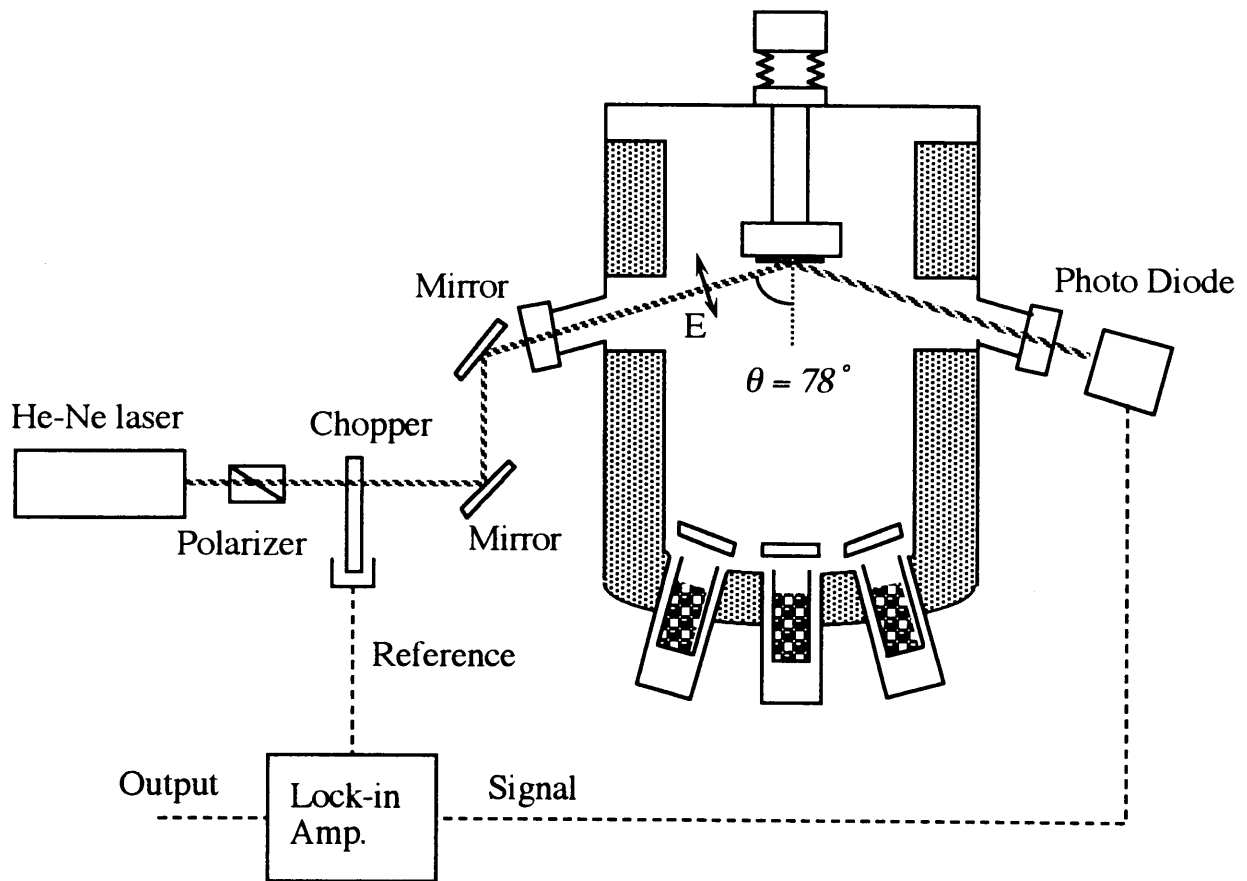 Mirror
E
Photo Diode
θ = 78°
He-Ne laser
Chopper
Polarizer
Mirror
Reference
Output
Lock-in
Amp.
Signal